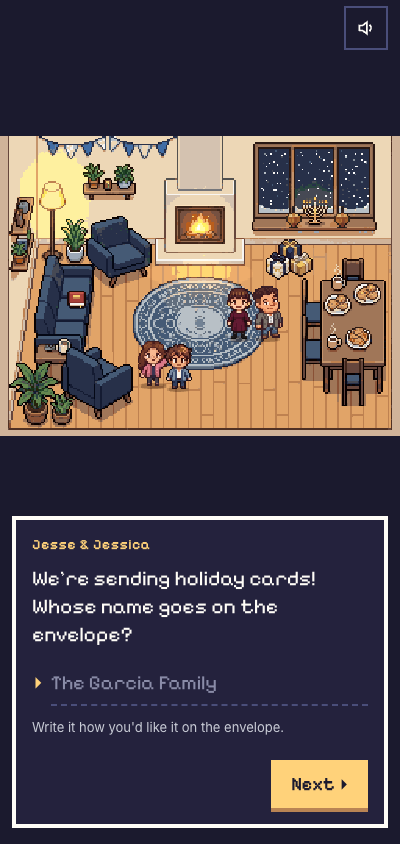 Jesse & Jessica
We're sending holiday cards!
Whose name goes on the
envelope?
The Garcia Family
Write it how you'd like it on the envelope.
Next